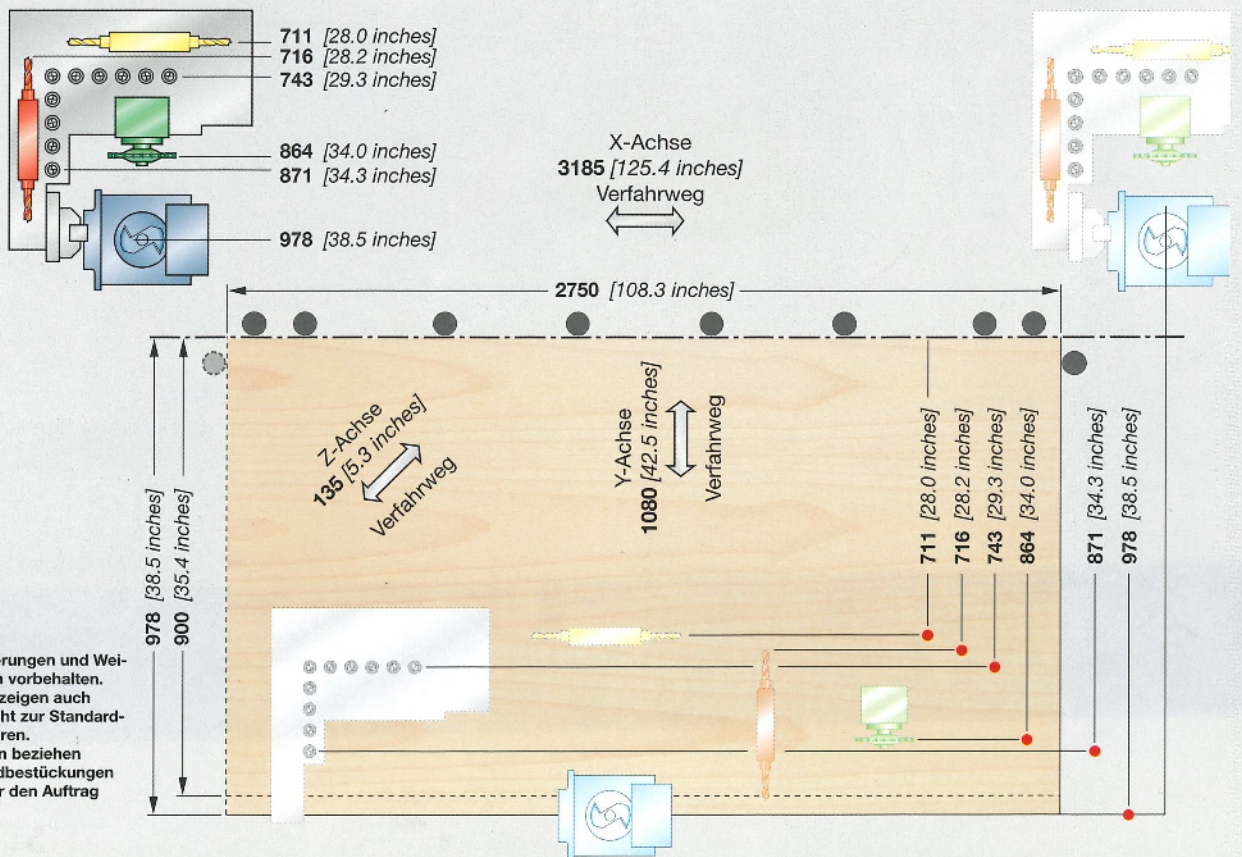 711 [28.0 inches]
716 [28.2 inches]
743 [29.3 inches]
864 [34.0 inches]
871 [34.3 inches]
978 [38.5 inches]
X-Achse
3185 [125.4 inches]
Verfahrweg
2750 [108.3 inches]
978 [38.5 inches]
900 [35.4 inches]
Z-Achse
135 [5.3 inches]
Verfahrweg
Y-Achse
1080 [42.5 inches]
Verfahrweg
711 [28.0 inches]
716 [28.2 inches]
743 [29.3 inches]
864 [34.0 inches]
871 [34.3 inches]
978 [38.5 inches]
erungen und Wei-
n vorbehalten.
zeigen auch
ht zur Standard-
ren.
n beziehen
dbestückungen
r den Auftrag